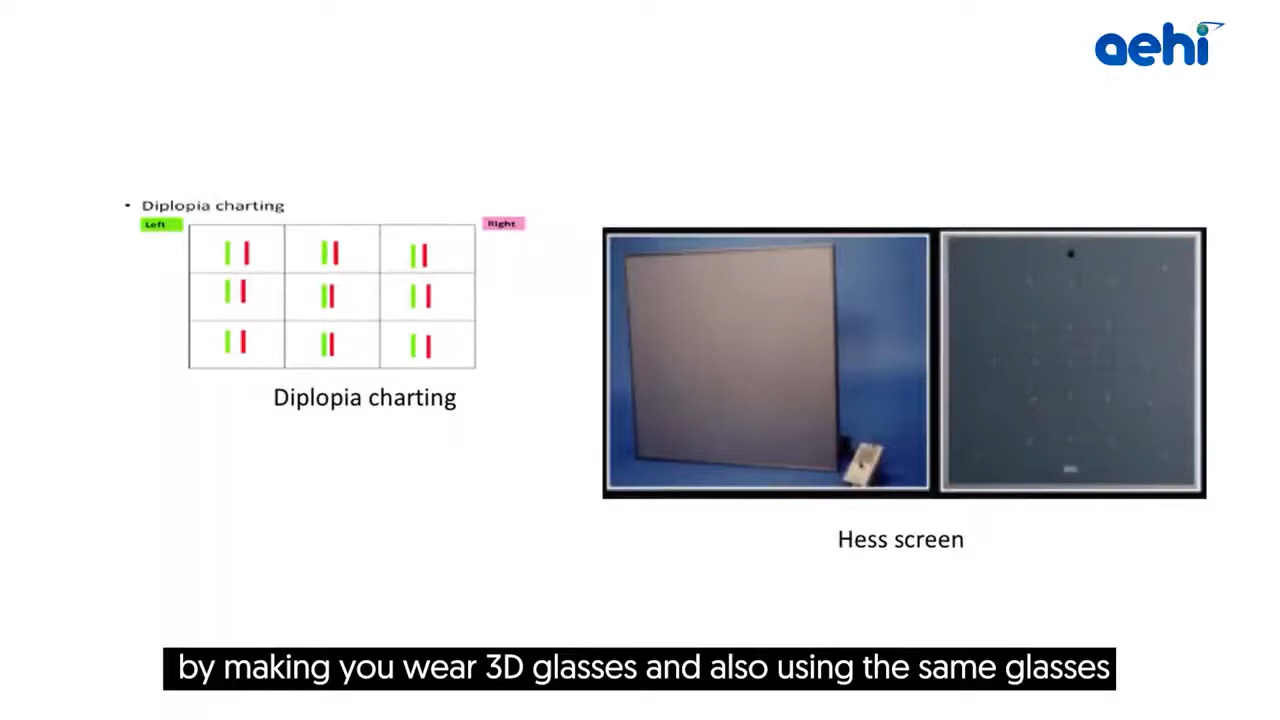 aehi
• Diplopia charting
Left
Right
Diplopia charting
Hess screen
by making you wear 3D glasses and also using the same glasses